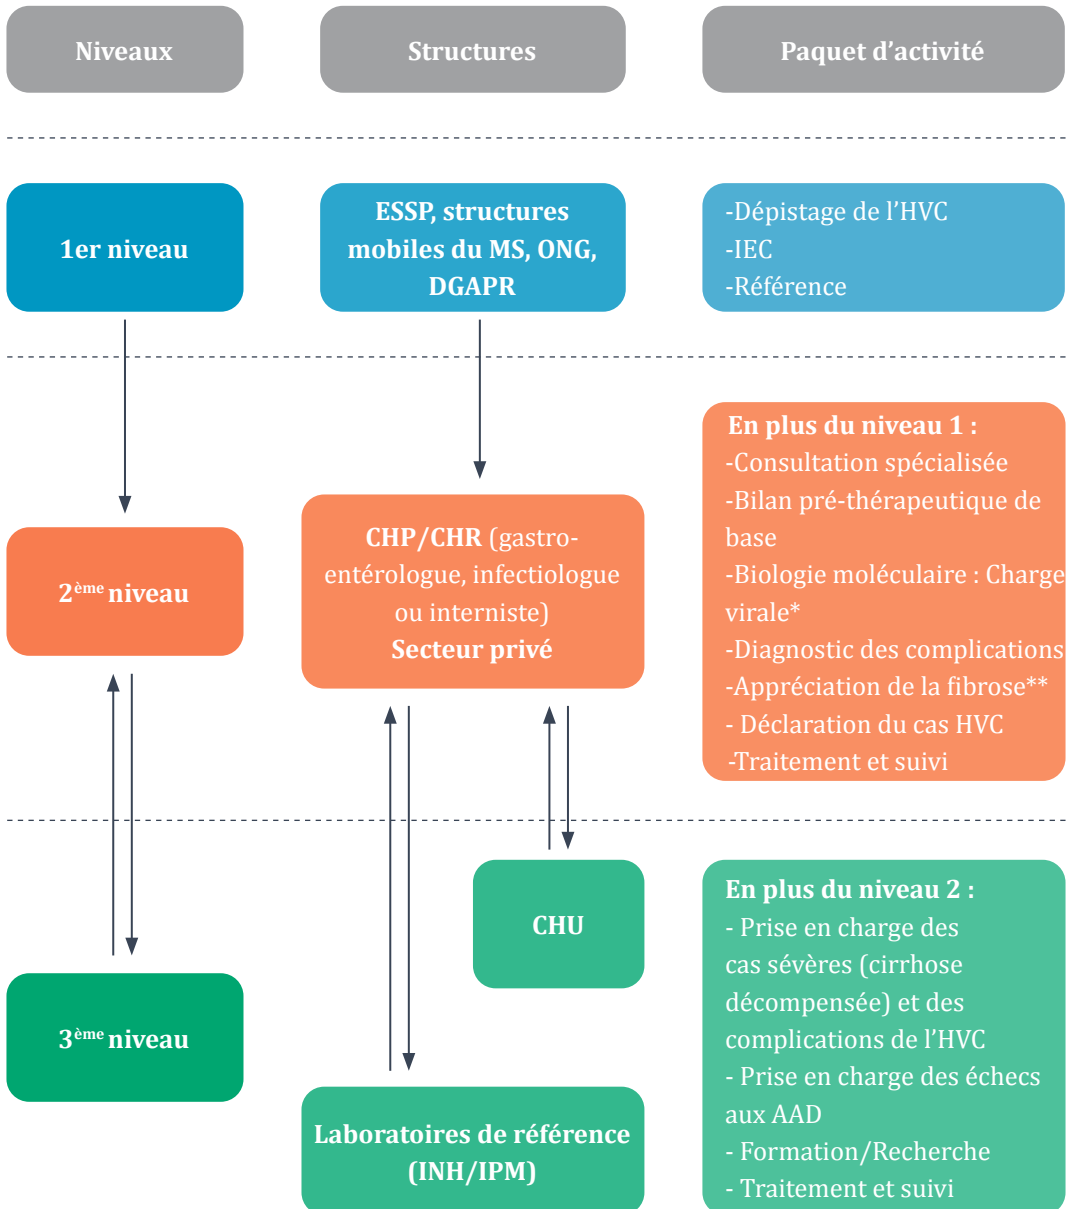 Niveaux
Structures
Paquet d’activité
1er niveau
ESSP, structures
mobiles du MS, ONG,
DGAPR
-Dépistage de l’HVC
-IEC
-Référence
2ème niveau
CHP/CHR (gastro-
entérologue, infectiologue
ou interniste)
Secteur privé
En plus du niveau 1 :
-Consultation spécialisée
-Bilan pré-thérapeutique de
base
-Biologie moléculaire : Charge
virale*
-Diagnostic des complications
-Appréciation de la fibrose**
- Déclaration du cas HVC
-Traitement et suivi
3ème niveau
CHU
Laboratoires de référence
(INH/IPM)
En plus du niveau 2 :
- Prise en charge des
cas sévères (cirrhose
décompensée) et des
complications de l’HVC
- Prise en charge des échecs
aux AAD
- Formation/Recherche
- Traitement et suivi